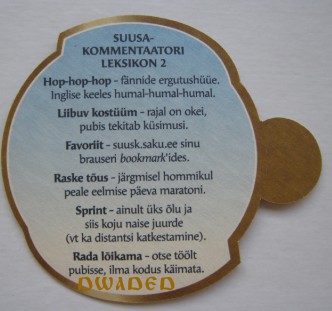 SUUSA-
KOMMENTAATORI
LEKSIKON 2
Hop-hop-hop - fännide ergutushüüe.
Inglise keeles humal-humal-humal.
Liibuv kostüüm - rajal on okei,
pubis tekitab küsimusi.
Favoriit - suusk.saku.ee sinu
brauseri bookmark'ides.
Raske tõus - järgmisel hommikul
peale eelmise päeva maratoni.
Sprint - ainult üks õlu ja
siis koju naise juurde
(vt ka distantsi katkestamine).
Rada lõikama - otse töölt
pubisse, ilma kodus käimata.
DWADED